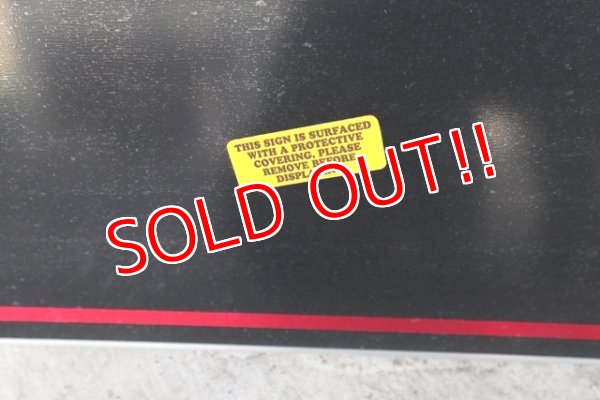 THIS SIGN IS SURFACED
WITH A PROTECTIVE
COVERING. PLEASE
REMOVE BEFORE
SOLD OUT!!